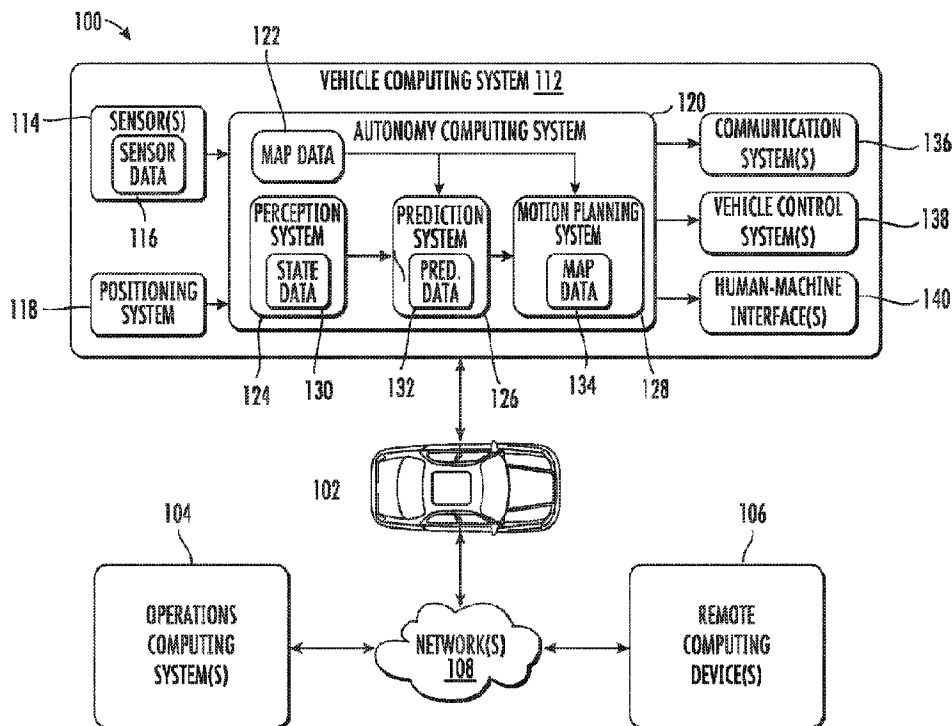 100
122
VEHICLE COMPUTING SYSTEM 112
120
114
SENSOR(S)
SENSOR
DATA
116
AUTONOMY COMPUTING SYSTEM
MAP DATA
COMMUNICATION
SYSTEM(S)
136
PERCEPTION
SYSTEM
STATE
DATA
PREDICTION
SYSTEM
PRED.
DATA
MOTION PLANNING
SYSTEM
MAP
DATA
VEHICLE CONTROL
SYSTEM(S)
138
118
POSITIONING
SYSTEM
HUMAN-MACHINE
INTERFACE(S)
140
124
130
132
126
134
128
102
104
106
OPERATIONS
COMPUTING
SYSTEM(S)
NETWORK(S)
108
REMOTE
COMPUTING
DEVICE(S)